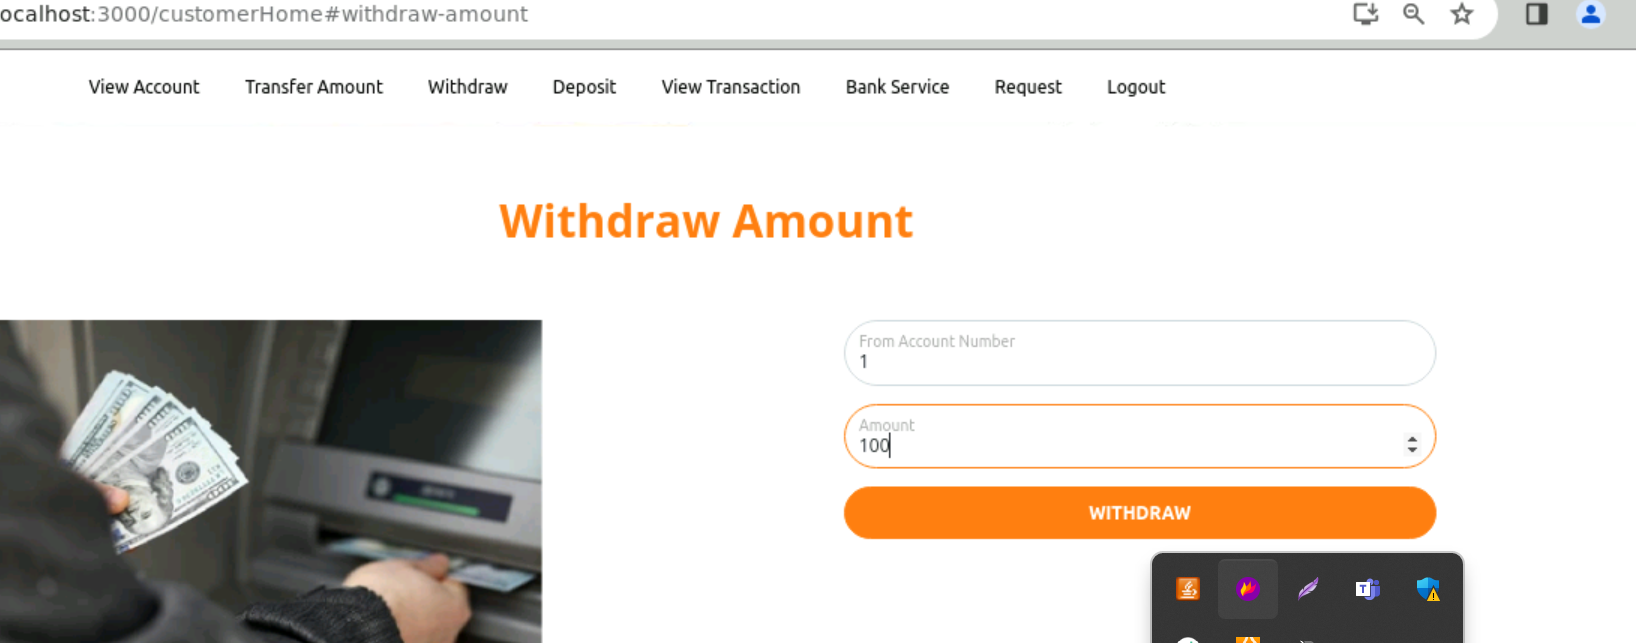 ocalhost:3000/customerHome#withdraw-amount
View Account Transfer Amount Withdraw Deposit View Transaction Bank Service Request Logout
Withdraw Amount
From Account Number
1
Amount
100
WITHDRAW